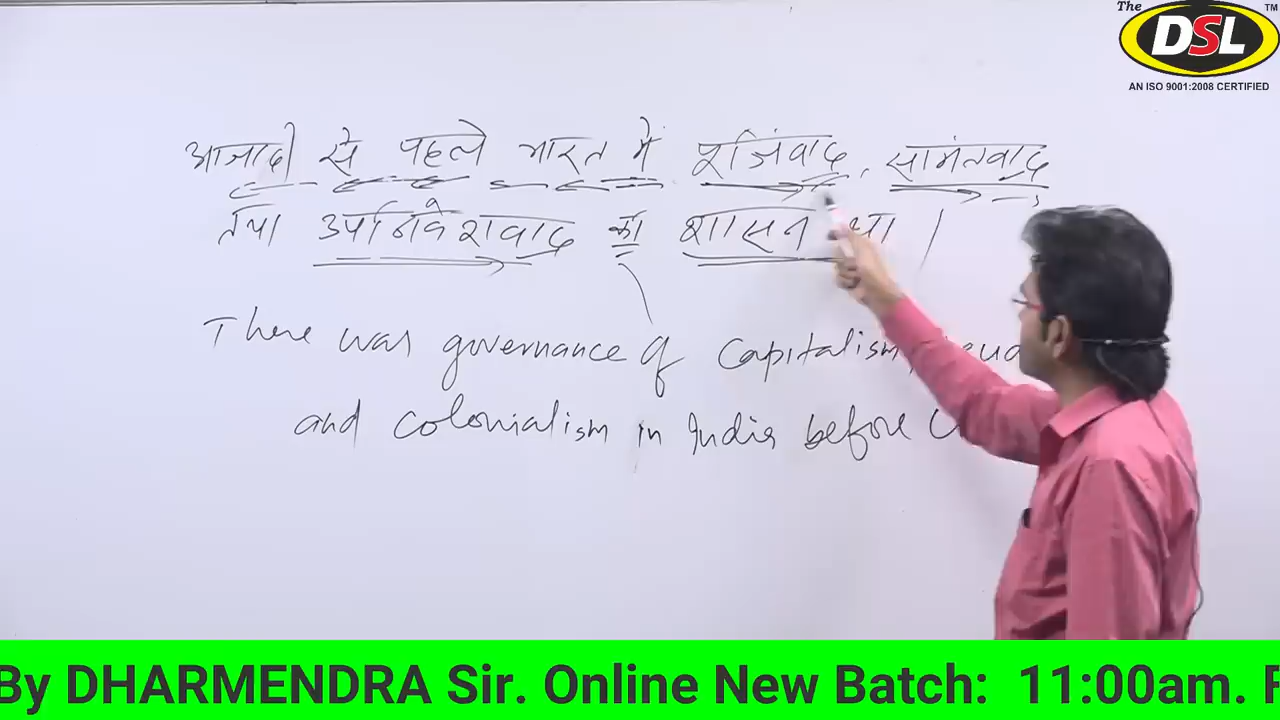 The
TM
DSL
AN ISO 9001:2008 CERTIFIED
आजादी से पहले भारत में पूजिंवाद, सामंतवाद
तथा उपनिवेशवाद का शासन था।
There was governance of capitalism,
and colonialism in India before
By DHARMENDRA Sir. Online New Batch: 11:00am.